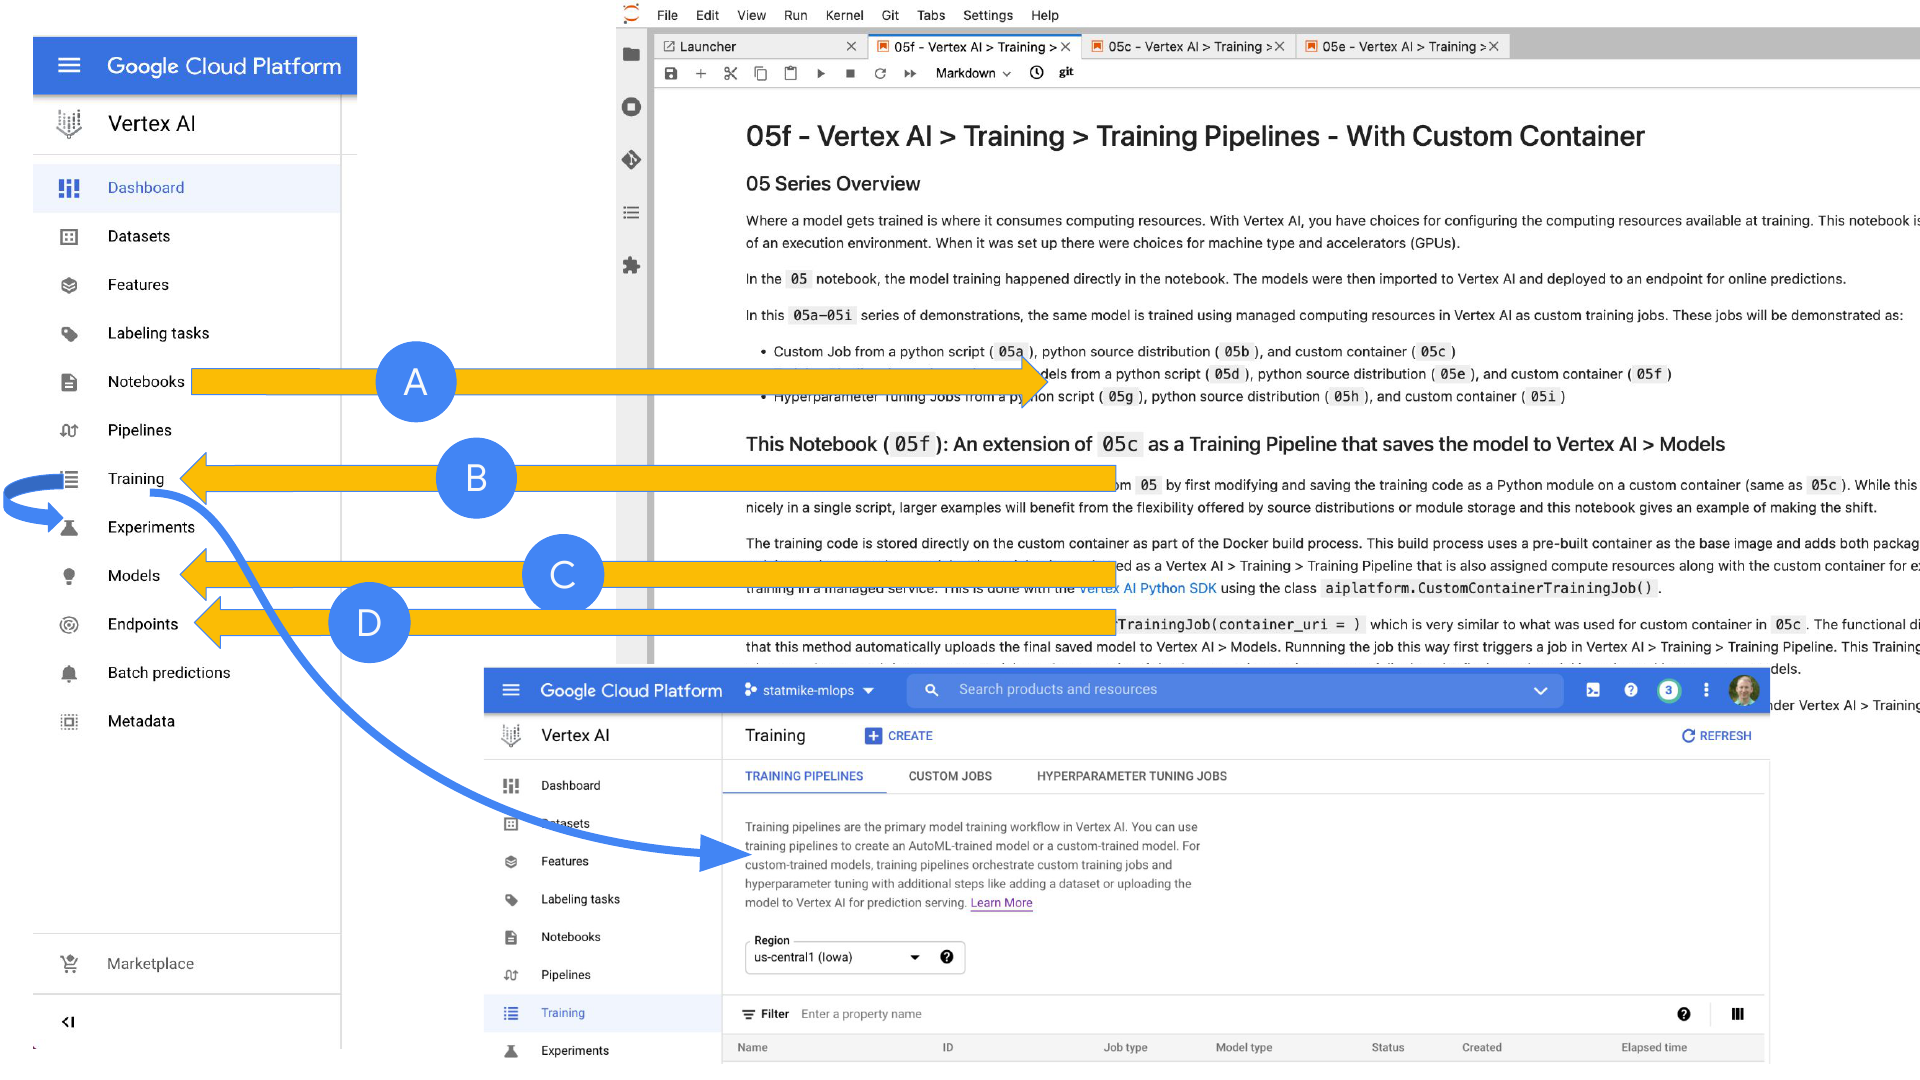 Google Cloud Platform
Vertex AI
Dashboard
Datasets
Features
Labeling tasks
Notebooks
Pipelines
Training
Experiments
Models
Endpoints
Batch predictions
Metadata
Marketplace
A
B
C
D
File Edit View Run Kernel Git Tabs Settings Help
Launcher
05f - Vertex AI > Training >
05c - Vertex AI > Training >
05e - Vertex AI > Training >
Markdown
git
05f - Vertex AI > Training > Training Pipelines - With Custom Container
05 Series Overview
Where a model gets trained is where it consumes computing resources. With Vertex AI, you have choices for configuring the computing resources available at training. This notebook is
of an execution environment. When it was set up there were choices for machine type and accelerators (GPUs).
In the 05 notebook, the model training happened directly in the notebook. The models were then imported to Vertex AI and deployed to an endpoint for online predictions.
In this 05a-05i series of demonstrations, the same model is trained using managed computing resources in Vertex AI as custom training jobs. These jobs will be demonstrated as:
• Custom Job from a python script ( 05a ), python source distribution ( 05b ), and custom container ( 05c )
dels from a python script ( 05d ), python source distribution ( 05e ), and custom container ( 05f )
• Hyperparameter Tuning Jobs from a python script ( 05g ), python source distribution ( 05h ), and custom container ( 05i )
This Notebook ( 05f ): An extension of 05c as a Training Pipeline that saves the model to Vertex AI > Models
om 05 by first modifying and saving the training code as a Python module on a custom container (same as 05c ). While this
nicely in a single script, larger examples will benefit from the flexibility offered by source distributions or module storage and this notebook gives an example of making the shift.
The training code is stored directly on the custom container as part of the Docker build process. This build process uses a pre-built container as the base image and adds both packag
ed as a Vertex AI > Training > Training Pipeline that is also assigned compute resources along with the custom container for ex
training in a managed service. This is done with the Vertex AI Python SDK using the class aiplatform.CustomContainerTrainingJob() .
TrainingJob(container_uri = ) which is very similar to what was used for custom container in 05c . The functional di
that this method automatically uploads the final saved model to Vertex AI > Models. Runnning the job this way first triggers a job in Vertex AI > Training > Training Pipeline. This Training
dels.
der Vertex AI > Training
Google Cloud Platform
statmike-mlops
Search products and resources
3
Vertex AI
Training
CREATE
REFRESH
Dashboard
Datasets
Features
Labeling tasks
Notebooks
Pipelines
Training
Experiments
TRAINING PIPELINES
CUSTOM JOBS
HYPERPARAMETER TUNING JOBS
Training pipelines are the primary model training workflow in Vertex AI. You can use
training pipelines to create an AutoML-trained model or a custom-trained model. For
custom-trained models, training pipelines orchestrate custom training jobs and
hyperparameter tuning with additional steps like adding a dataset or uploading the
model to Vertex AI for prediction serving. Learn More
Region
us-central1 (Iowa)
Filter Enter a property name
Name ID Job type Model type Status Created Elapsed time